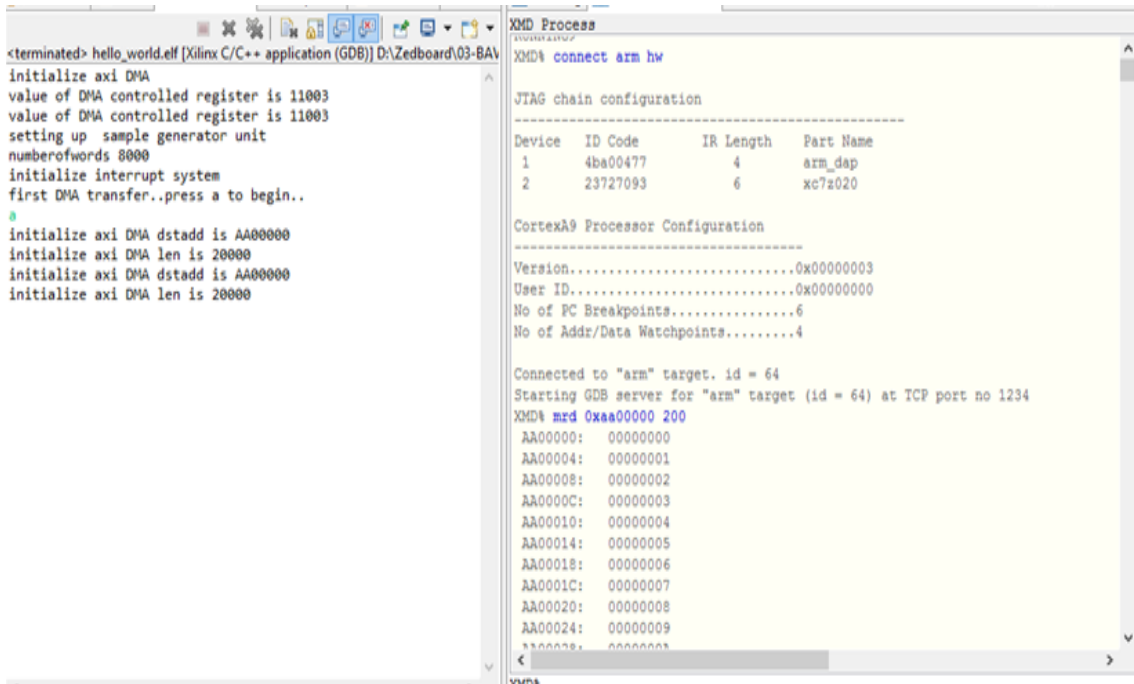 <terminated> hello_world.elf [Xilinx C/C++ application (GDB)] D:\Zedboard\03-BAV
initialize axi DMA
value of DMA controlled register is 11003
value of DMA controlled register is 11003
setting up  sample generator unit
numberofwords 8000
initialize interrupt system
first DMA transfer..press a to begin..
a
initialize axi DMA dstadd is AA00000
initialize axi DMA len is 20000
initialize axi DMA dstadd is AA00000
initialize axi DMA len is 20000
XMD Process
XMD% connect arm hw
JTAG chain configuration
--------------------------------------------------
Device   ID Code        IR Length    Part Name
1       4ba00477           4        arm_dap
2       23727093           6        xc7z020
CortexA9 Processor Configuration
-------------------------------------
Version.............................0x00000003
User ID.............................0x00000000
No of PC Breakpoints................6
No of Addr/Data Watchpoints.........4
Connected to "arm" target. id = 64
Starting GDB server for "arm" target (id = 64) at TCP port no 1234
XMD% mrd 0xaa00000 200
AA00000:   00000000
AA00004:   00000001
AA00008:   00000002
AA0000C:   00000003
AA00010:   00000004
AA00014:   00000005
AA00018:   00000006
AA0001C:   00000007
AA00020:   00000008
AA00024:   00000009
AA00028:   0000000A
XMD%